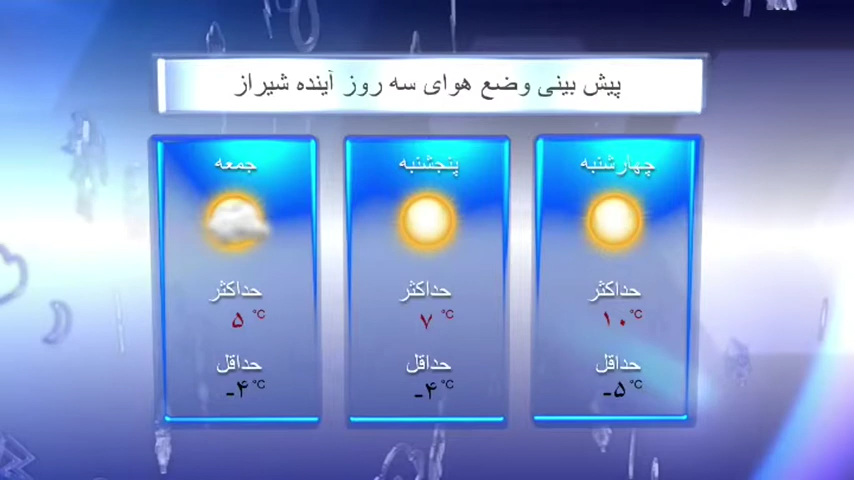 پیش بینی وضع هوای سه روز آینده شیراز
چهارشنبه
حداکثر
۱۰ °C
حداقل
-۵ °C
پنجشنبه
حداکثر
۷ °C
حداقل
-۴ °C
جمعه
حداکثر
۵ °C
حداقل
-۴ °C